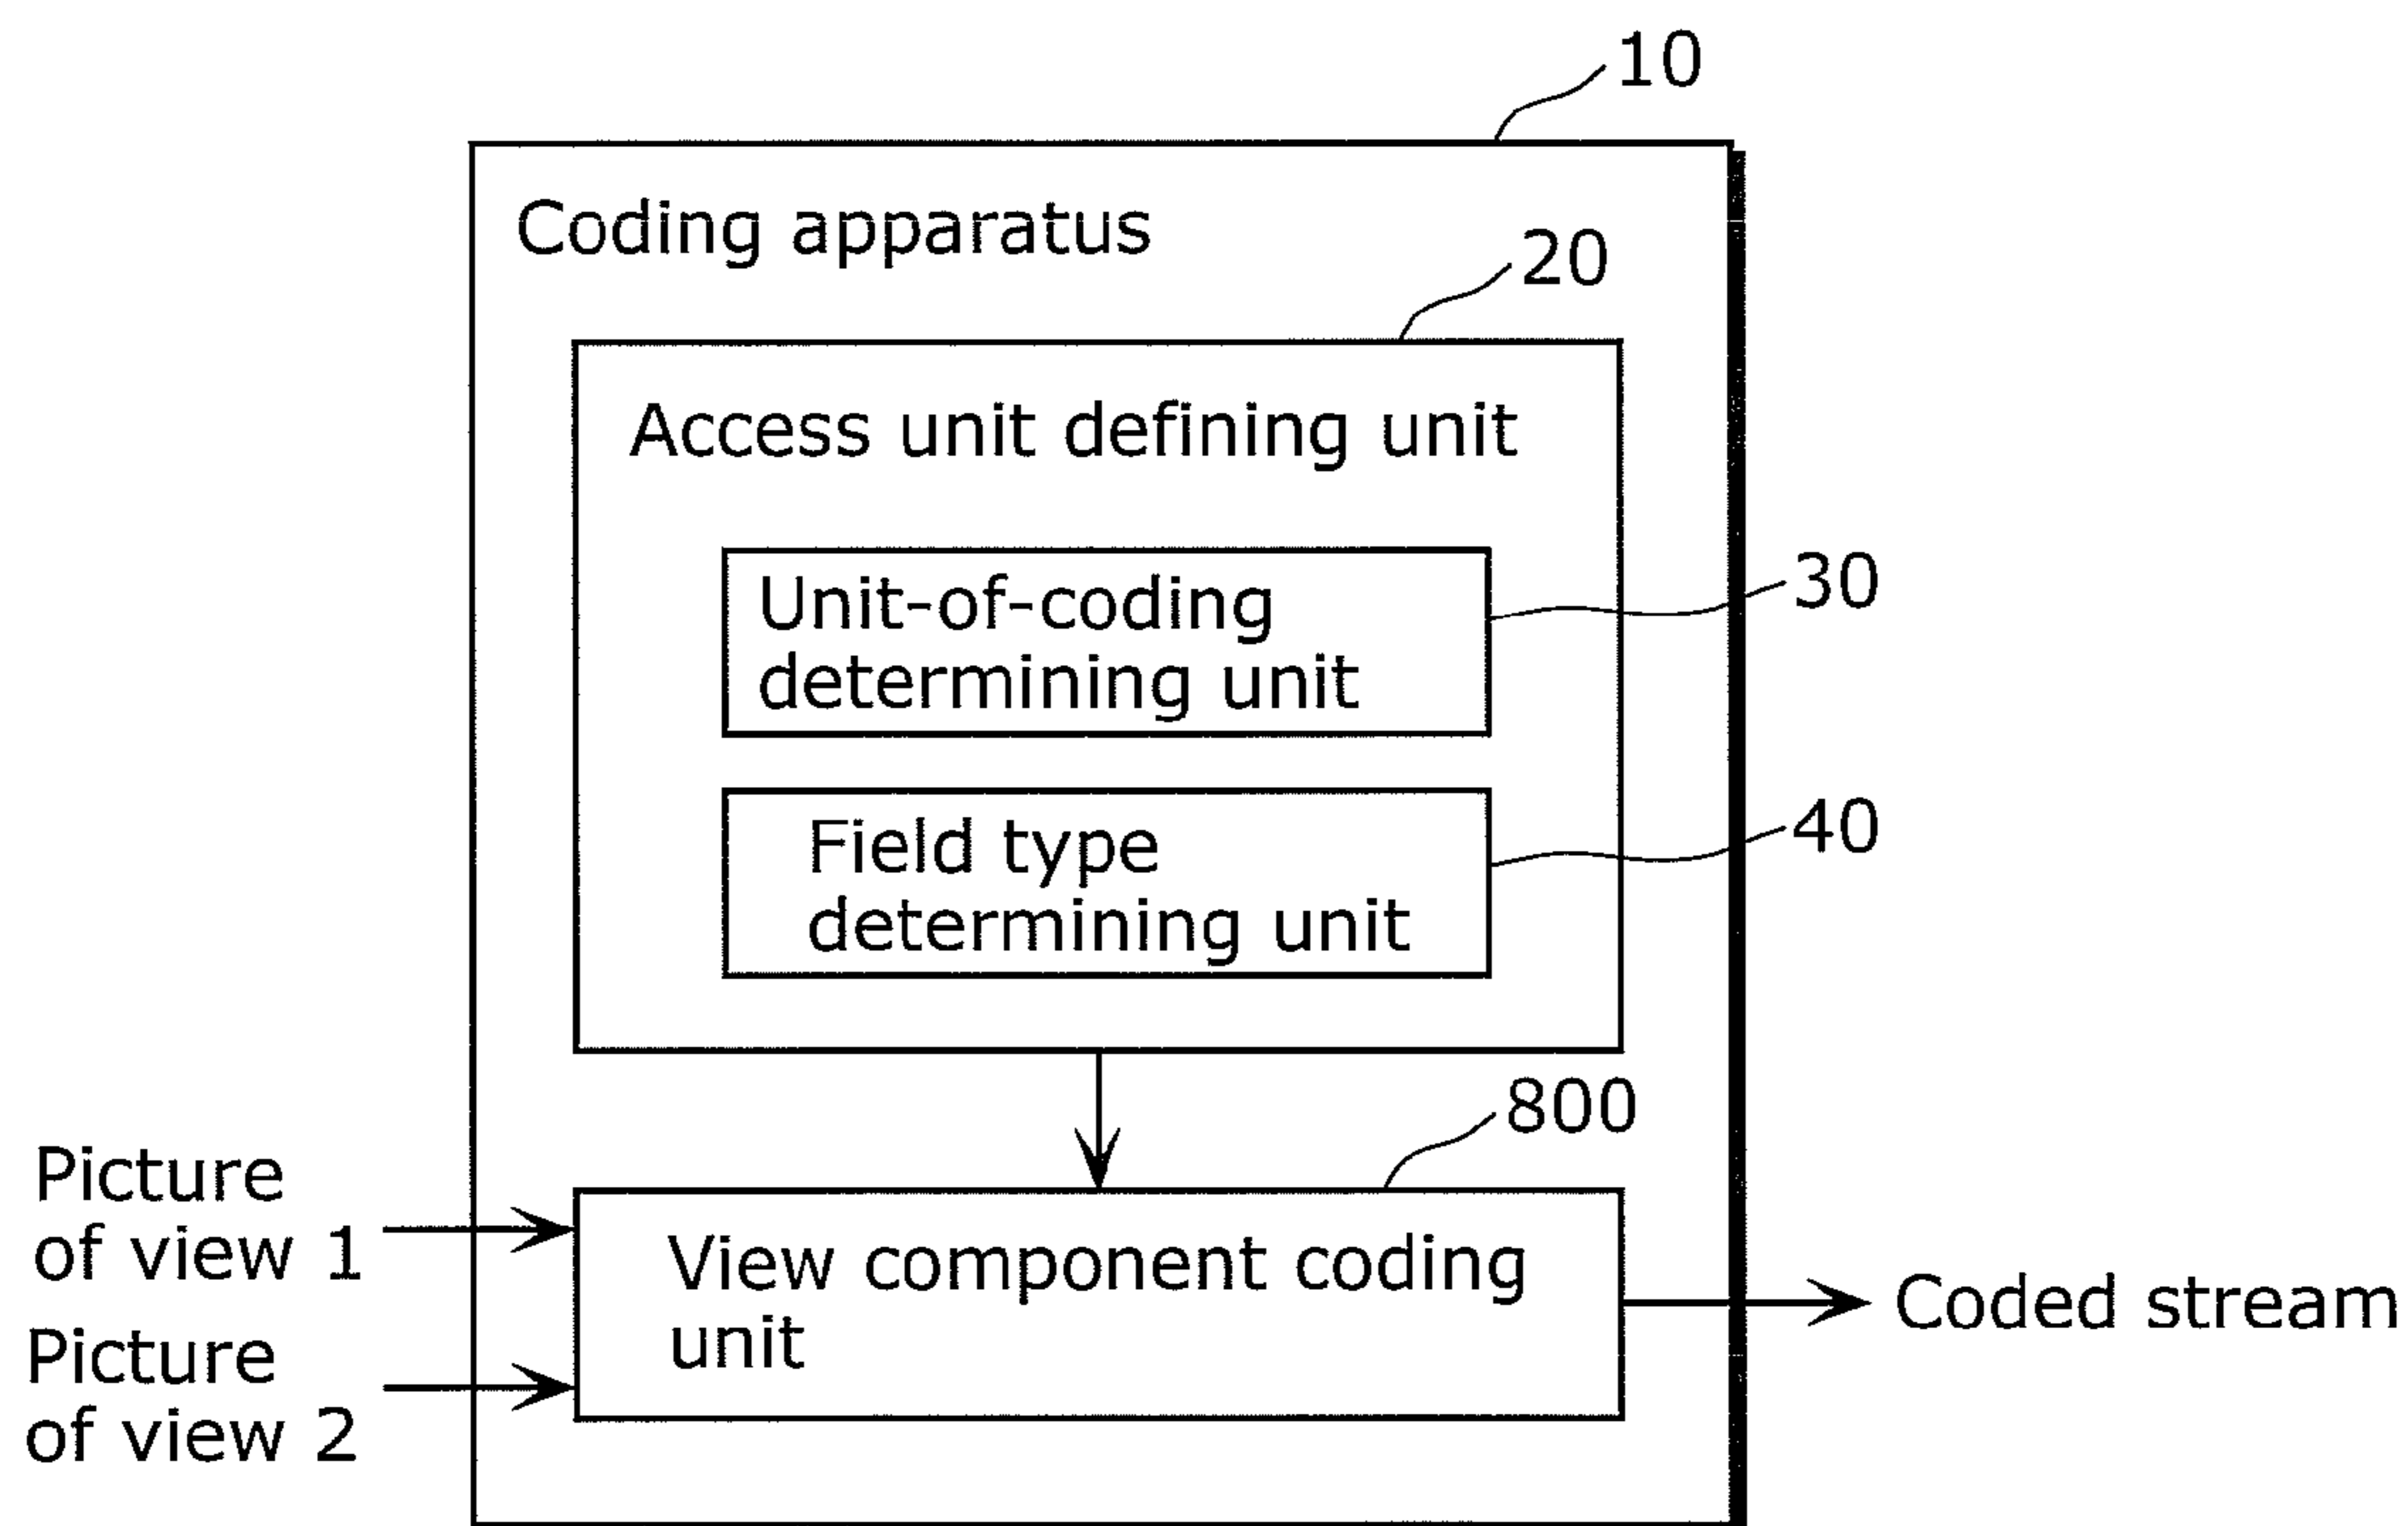 10
Coding apparatus
20
Access unit defining unit
Unit-of-coding
determining unit
30
Field type
determining unit
40
800
Picture
of view 1
View component coding
unit
Picture
of view 2
Coded stream